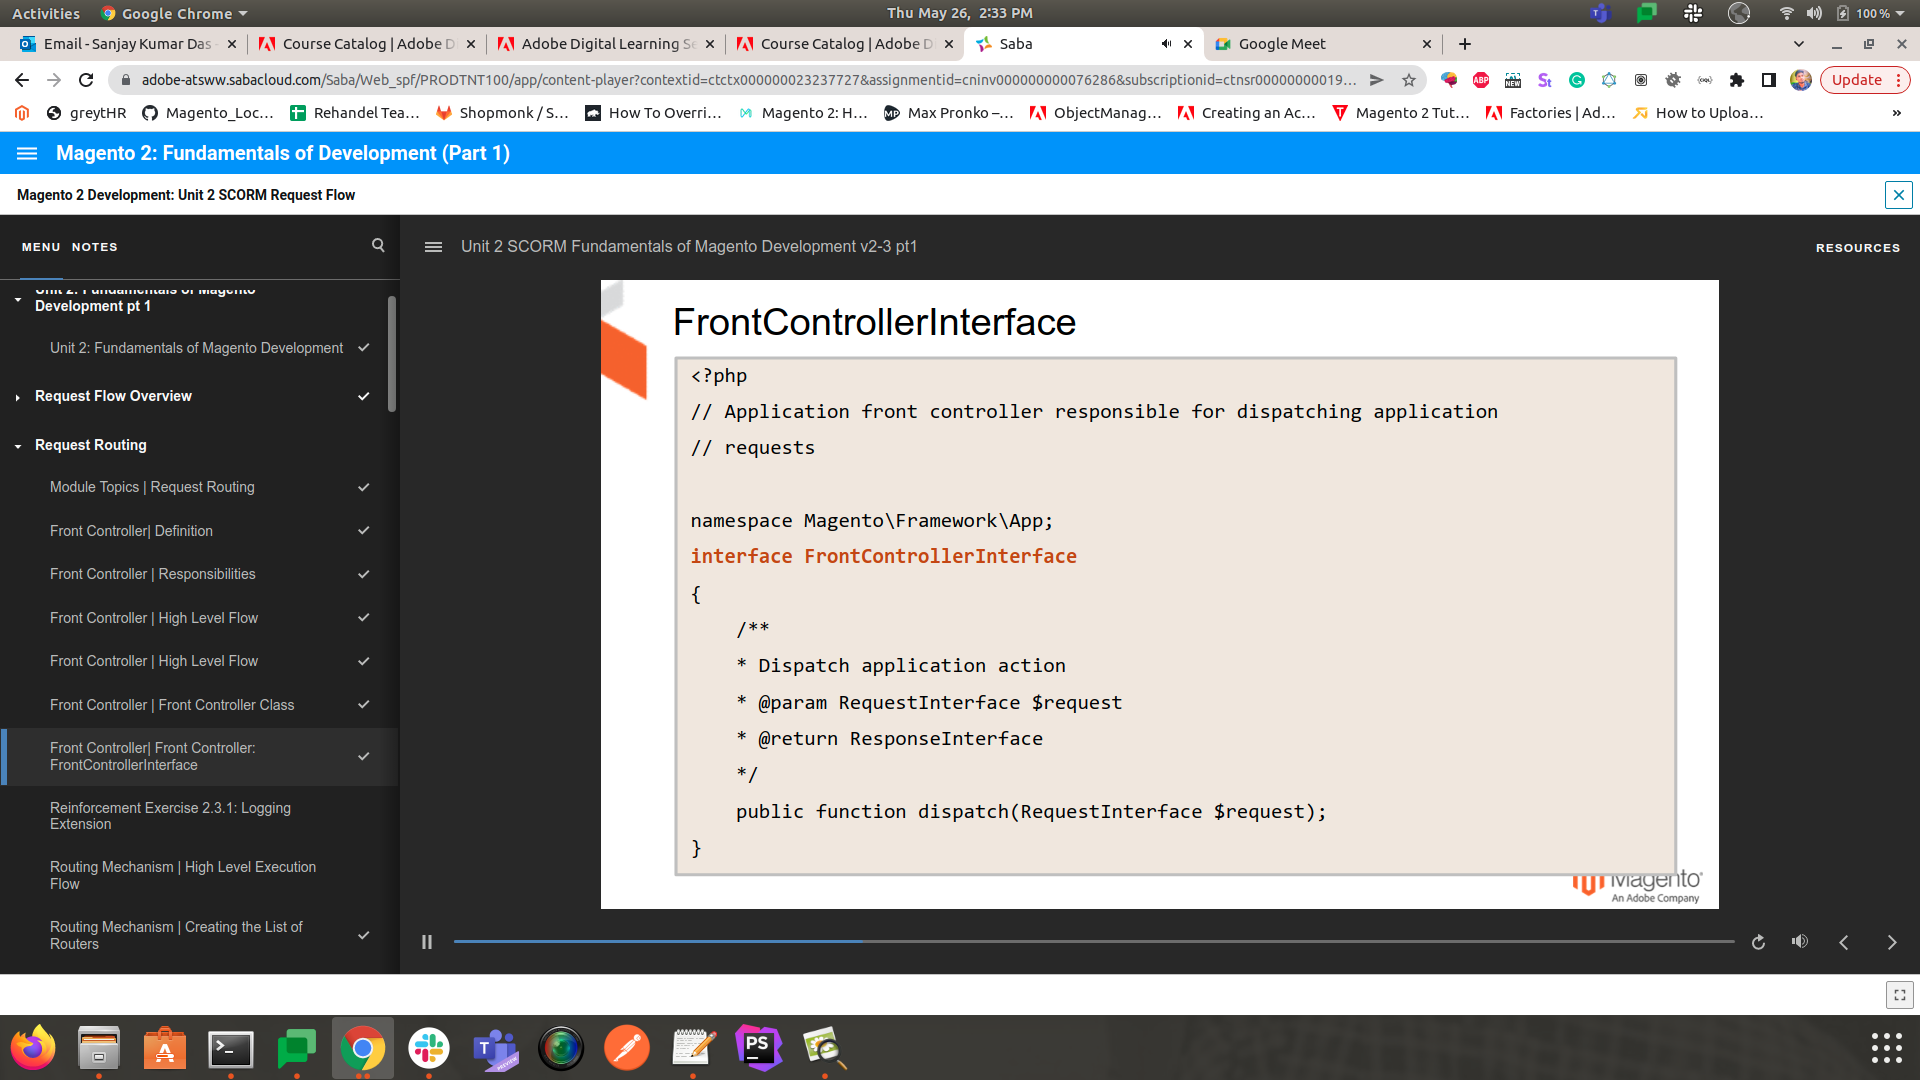 Activities
Google Chrome
Thu May 26, 2:33 PM
100 %
Email - Sanjay Kumar Das
Course Catalog | Adobe D
Adobe Digital Learning Se
Course Catalog | Adobe D
Saba
Google Meet
adobe-atsww.sabacloud.com/Saba/Web_spf/PRODTNT100/app/content-player?contextid=ctctx000000023237727&assignmentid=cninv000000000076286&subscriptionid=ctnsr00000000019...
ABP
NEW
Update
greytHR
Magento_Loc...
Rehandel Tea...
Shopmonk / S...
How To Overri...
Magento 2: H...
Max Pronko –...
ObjectManag...
Creating an Ac...
Magento 2 Tut...
Factories | Ad...
How to Uploa...
»
Magento 2: Fundamentals of Development (Part 1)
Magento 2 Development: Unit 2 SCORM Request Flow
MENU NOTES
Unit 2 SCORM Fundamentals of Magento Development v2-3 pt1
RESOURCES
Unit 2: Fundamentals of Magento
Development pt 1
Unit 2: Fundamentals of Magento Development
Request Flow Overview
Request Routing
Module Topics | Request Routing
Front Controller| Definition
Front Controller | Responsibilities
Front Controller | High Level Flow
Front Controller | High Level Flow
Front Controller | Front Controller Class
Front Controller| Front Controller:
FrontControllerInterface
Reinforcement Exercise 2.3.1: Logging
Extension
Routing Mechanism | High Level Execution
Flow
Routing Mechanism | Creating the List of
Routers
FrontControllerInterface
<?php
// Application front controller responsible for dispatching application
// requests
namespace Magento\Framework\App;
interface FrontControllerInterface
{
/**
* Dispatch application action
* @param RequestInterface $request
* @return ResponseInterface
*/
public function dispatch(RequestInterface $request);
}
Magento
An Adobe Company
PS